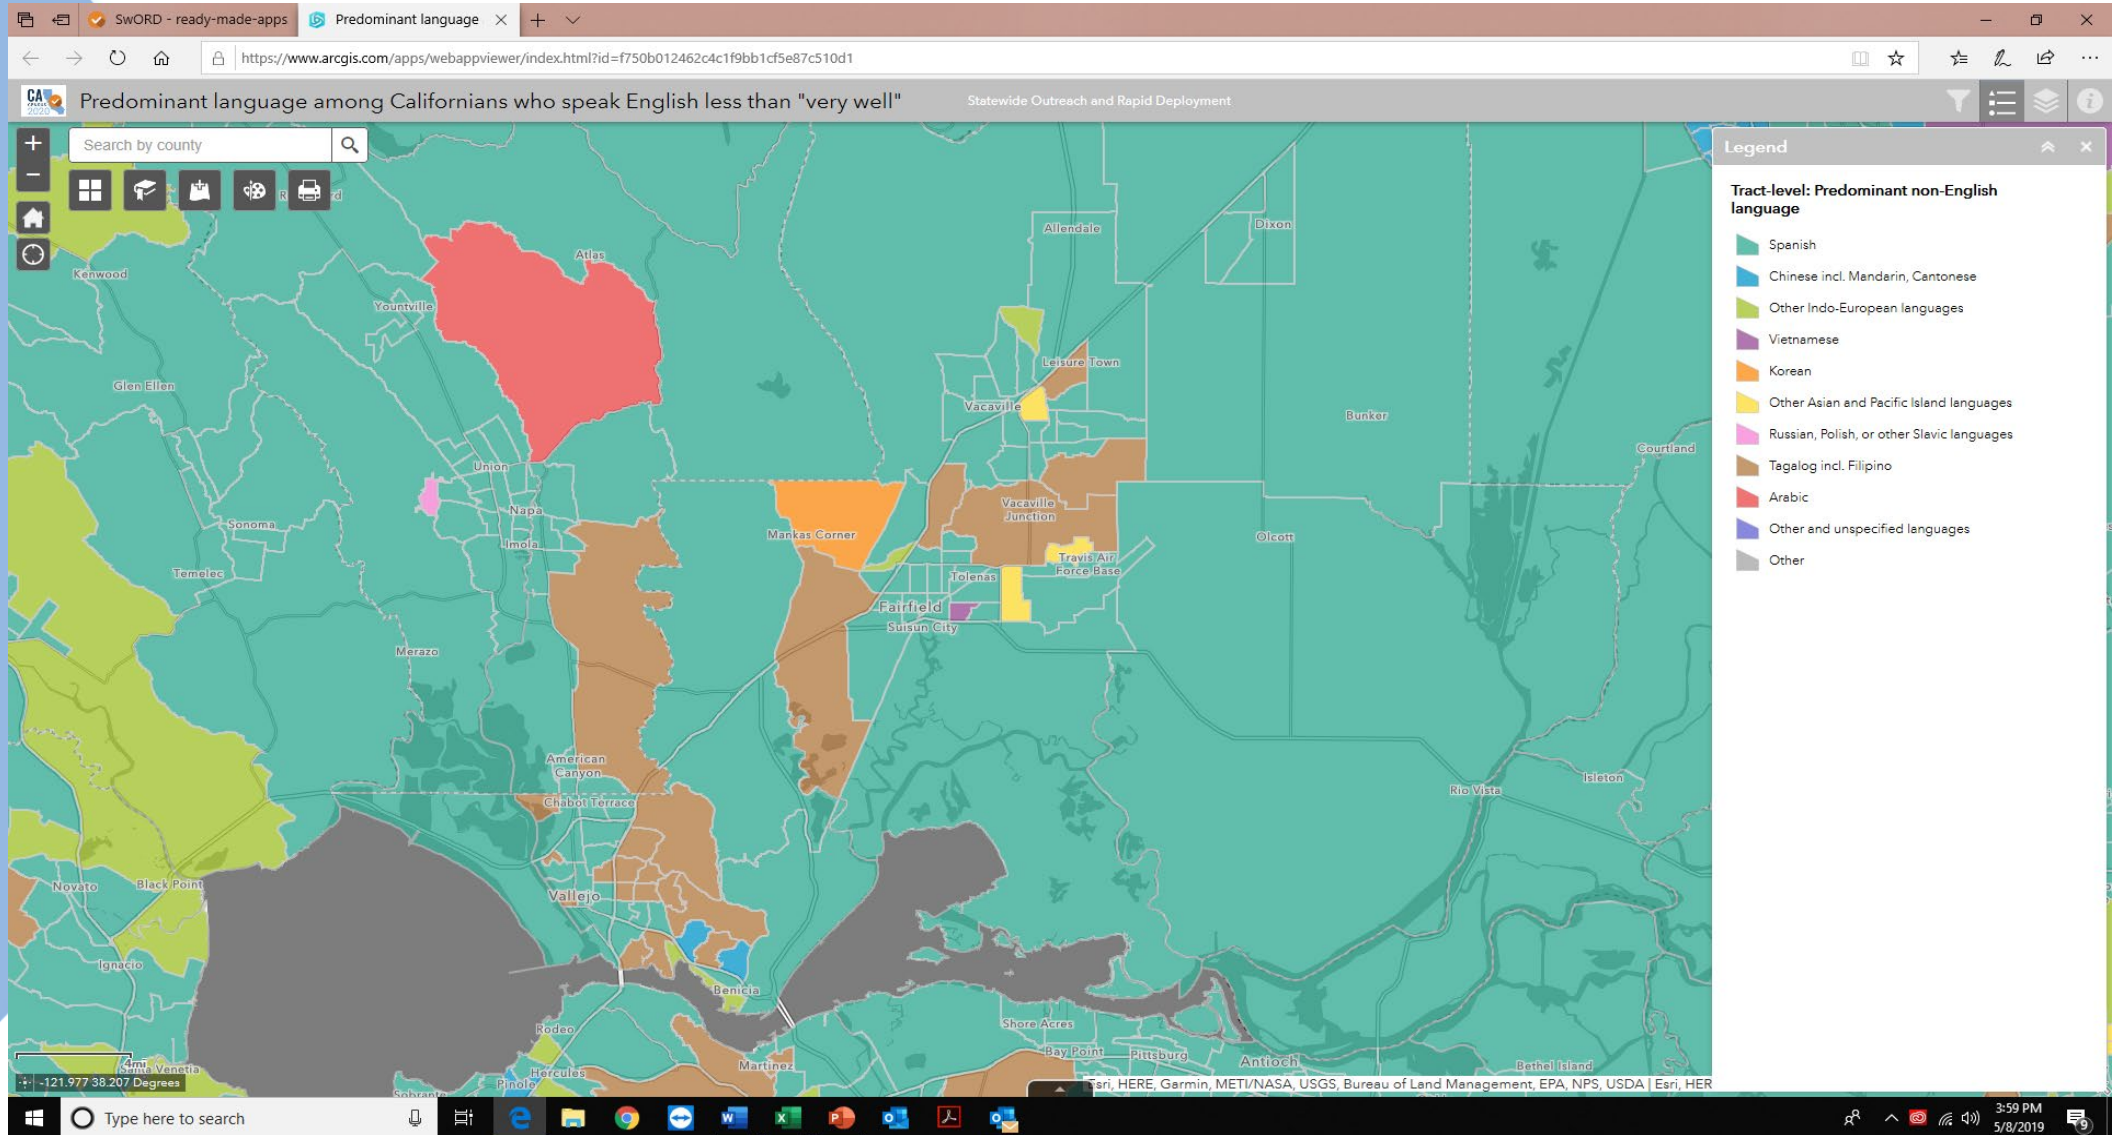 SwORD - ready-made-apps
Predominant language
https://www.arcgis.com/apps/webappviewer/index.html?id=f750b012462c4c1f9bb1cf5e87c510d1
CA
CENSUS
2020
Predominant language among Californians who speak English less than "very well"
Statewide Outreach and Rapid Deployment
Search by county
Legend
Tract-level: Predominant non-English
language
Spanish
Chinese incl. Mandarin, Cantonese
Other Indo-European languages
Vietnamese
Korean
Other Asian and Pacific Island languages
Russian, Polish, or other Slavic languages
Tagalog incl. Filipino
Arabic
Other and unspecified languages
Other
Allendale
Dixon
Atlas
Kenwood
Yountville
Leisure Town
Glen Ellen
Vacaville
Bunker
Courtland
Union
Napa
Vacaville
Junction
Sonoma
Mankas Corner
Olcott
Imola
Travis Air
Force Base
Temelec
Tolenas
Fairfield
Suisun City
Merazo
American
Canyon
Isleton
Rio Vista
Chabot Terrace
Novato
Black Point
Vallejo
Ignacio
Benicia
Rodeo
Shore Acres
Bay Point
Pittsburg
Antioch
Bethel Island
Martinez
Hercules
Pinole
Venetia
4mi
-121.977 38.207 Degrees
Esri, HERE, Garmin, METI/NASA, USGS, Bureau of Land Management, EPA, NPS, USDA | Esri, HER
Type here to search
3:59 PM
5/8/2019
9